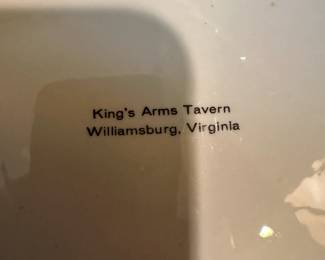 King's Arms Tavern
Williamsburg, Virginia